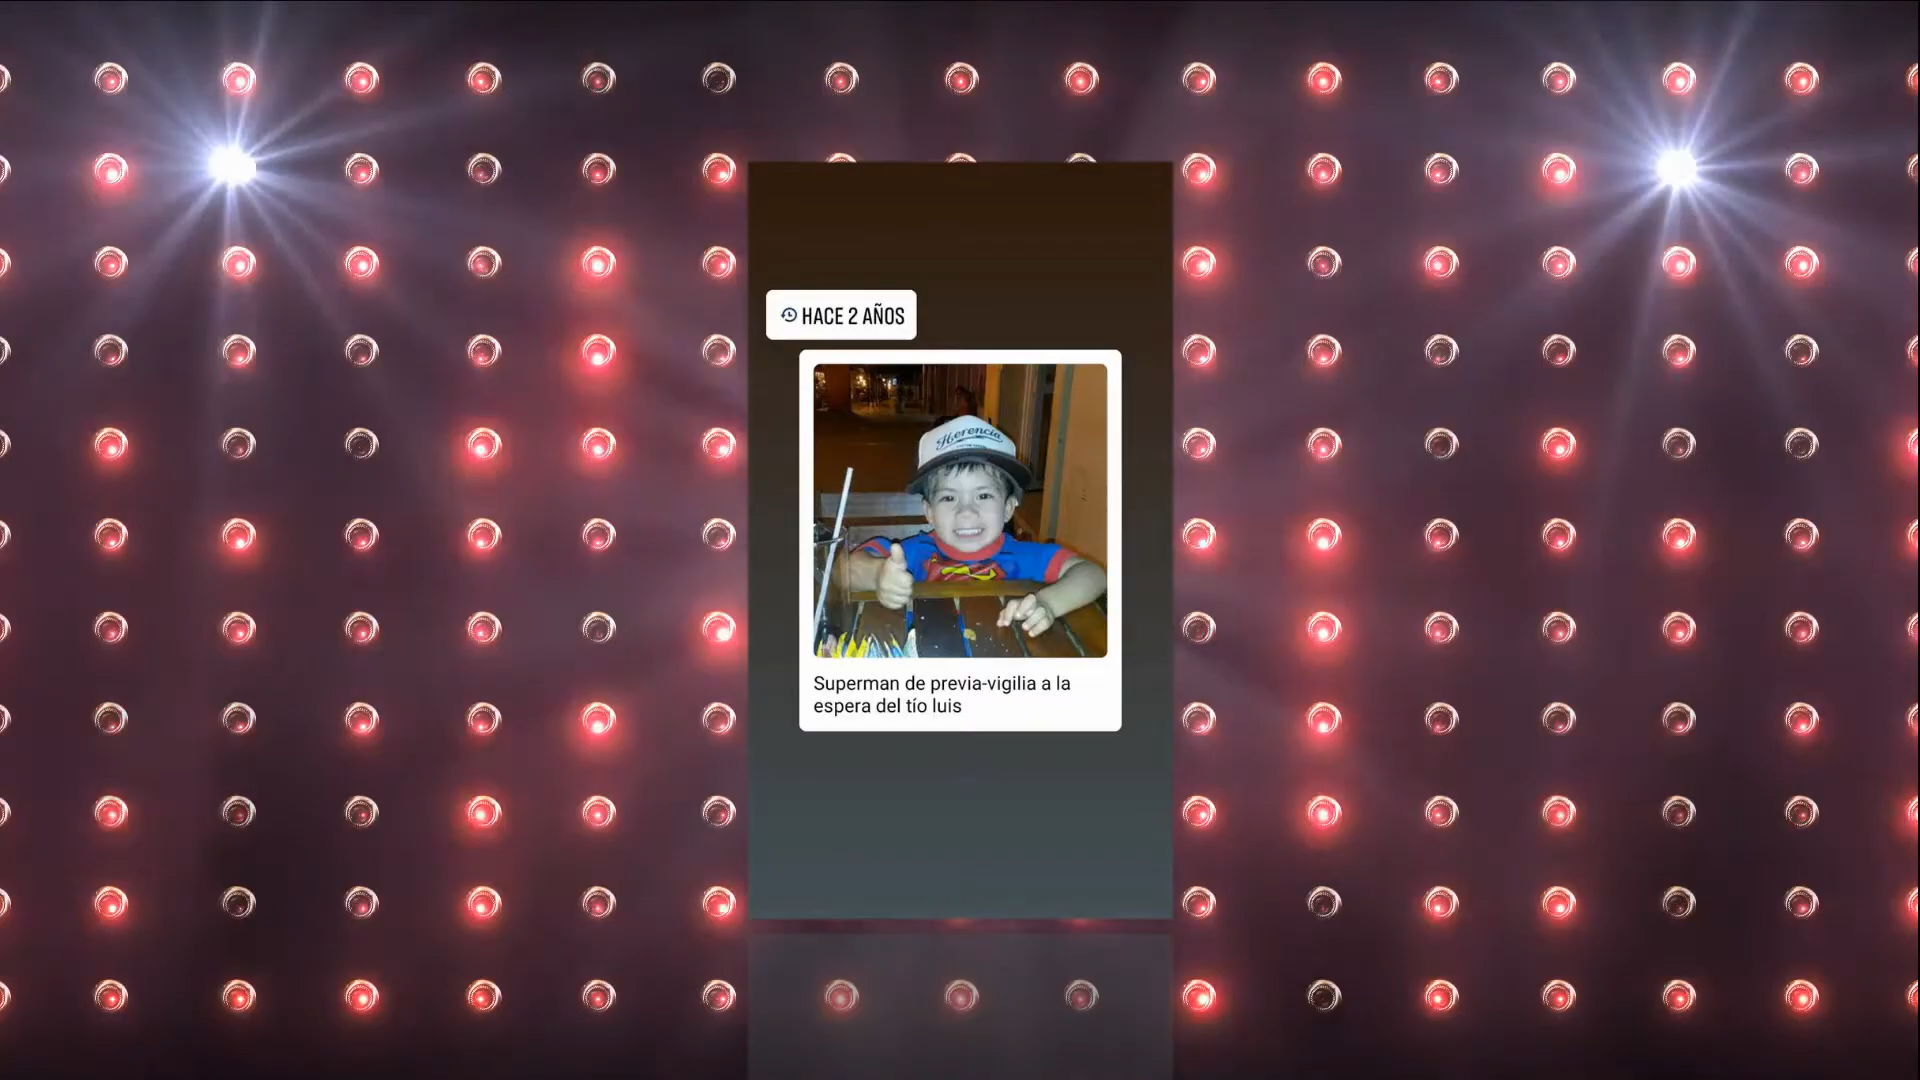 HACE 2 AÑOS
Herencia
Superman de previa-vigilia a la
espera del tío luis